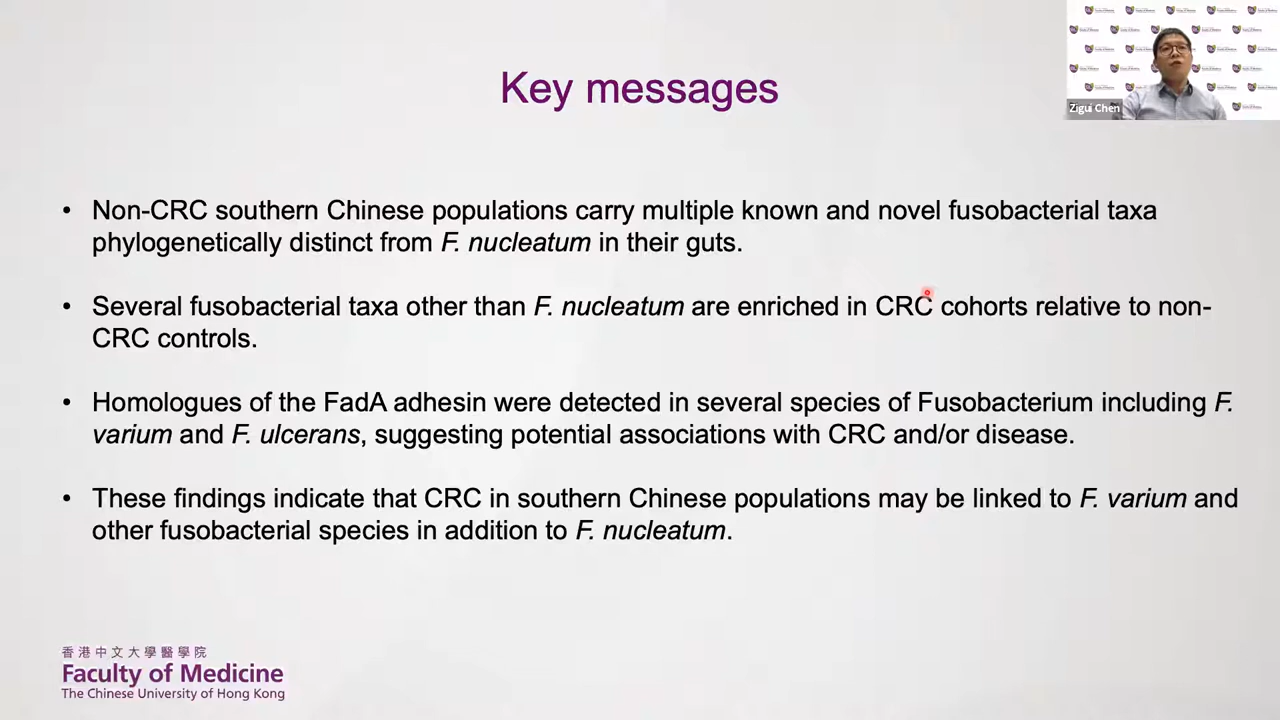 Key messages
Zigui Chen
• Non-CRC southern Chinese populations carry multiple known and novel fusobacterial taxa
phylogenetically distinct from F. nucleatum in their guts.
• Several fusobacterial taxa other than F. nucleatum are enriched in CRC cohorts relative to non-
CRC controls.
• Homologues of the FadA adhesin were detected in several species of Fusobacterium including F.
varium and F. ulcerans, suggesting potential associations with CRC and/or disease.
• These findings indicate that CRC in southern Chinese populations may be linked to F. varium and
other fusobacterial species in addition to F. nucleatum.
香港中文大學醫學院
Faculty of Medicine
The Chinese University of Hong Kong